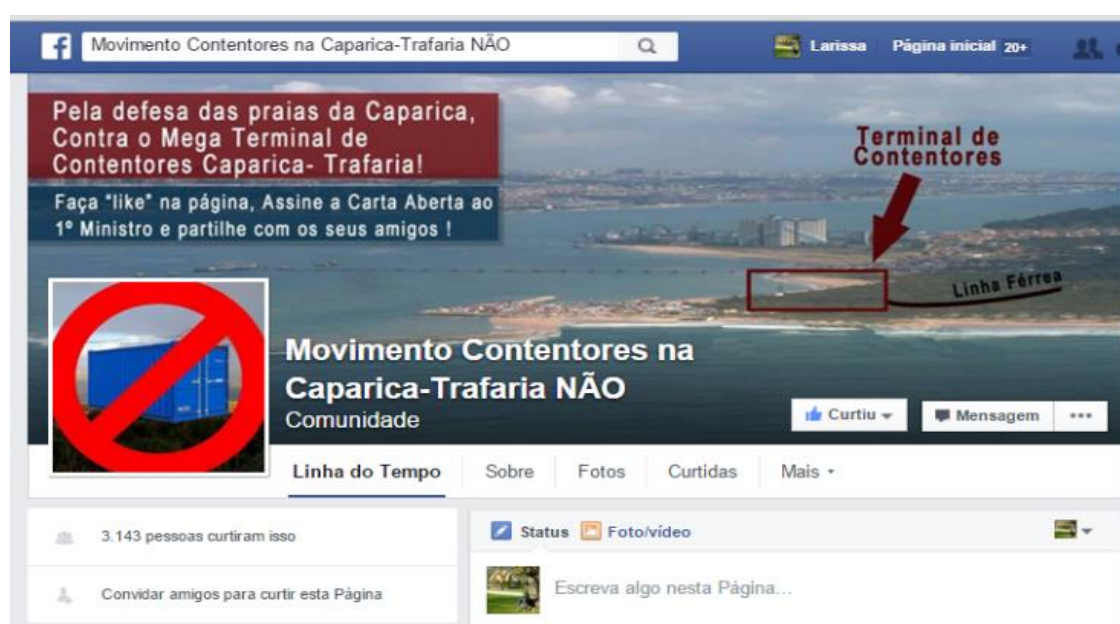 f
Movimento Contentores na Caparica-Trafaria NÃO
Larissa Página inicial 20+
Pela defesa das praias da Caparica,
Contra o Mega Terminal de
Contentores Caparica- Trafaria!
Faça "like" na página, Assine a Carta Aberta ao
1º Ministro e partilhe com os seus amigos !
Terminal de
Contentores
Linha Férrea
Movimento Contentores na
Caparica-Trafaria NÃO
Comunidade
Curtiu Mensagem
Linha do Tempo Sobre Fotos Curtidas Mais
3.143 pessoas curtiram isso
Convidar amigos para curtir esta Página
Status Foto/vídeo
Escreva algo nesta Página...